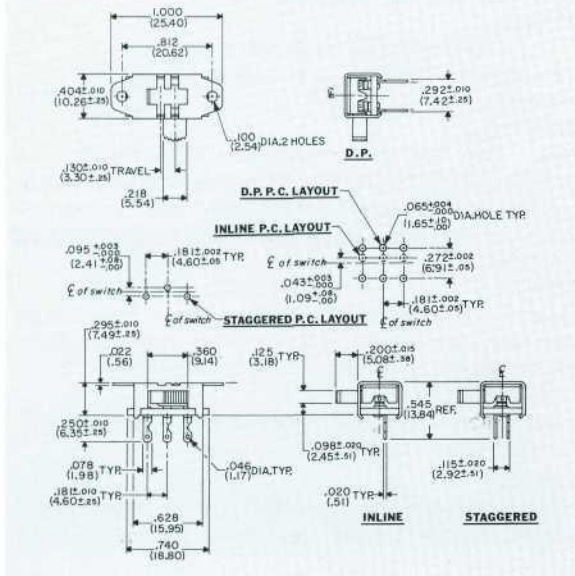 1.000
(25.40)
.812
(20.62)
.404±.010
(10.26±.25)
.100
(2.54) DIA.2 HOLES
.130±.010
(3.30±.25) TRAVEL
.218
(5.54)
.292±.010
(7.42±.25)
D.P.
D.P. P.C. LAYOUT
.065+.004
-.000
(1.65+.10
-.00) DIA.HOLE TYP.
INLINE P.C. LAYOUT
.095+.003
-.000
(2.41+.08
-.00)
.181±.002
(4.60±.05) TYP.
℄ of switch
℄ of switch
STAGGERED P.C. LAYOUT
℄ of switch
.043+.003
-.000
(1.09+.08
-.00)
.272±.002
(6.91±.05)
.181±.002
(4.60±.05) TYP.
℄ of switch
.295±.010
(7.49±.25)
.022
(.56)
.360
(9.14)
.250±.010
(6.35±.25)
.078
(1.98) TYP.
.181±.010
(4.60±.25) TYP.
.046
(1.17) DIA.TYP.
.628
(15.95)
.740
(18.80)
.125
(3.18) TYP.
.200±.015
(5.08±.38)
℄
℄
.545
(13.84) REF.
.098±.020
(2.45±.51) TYP.
.020
(.51) TYP.
.115±.020
(2.92±.51)
INLINE
STAGGERED